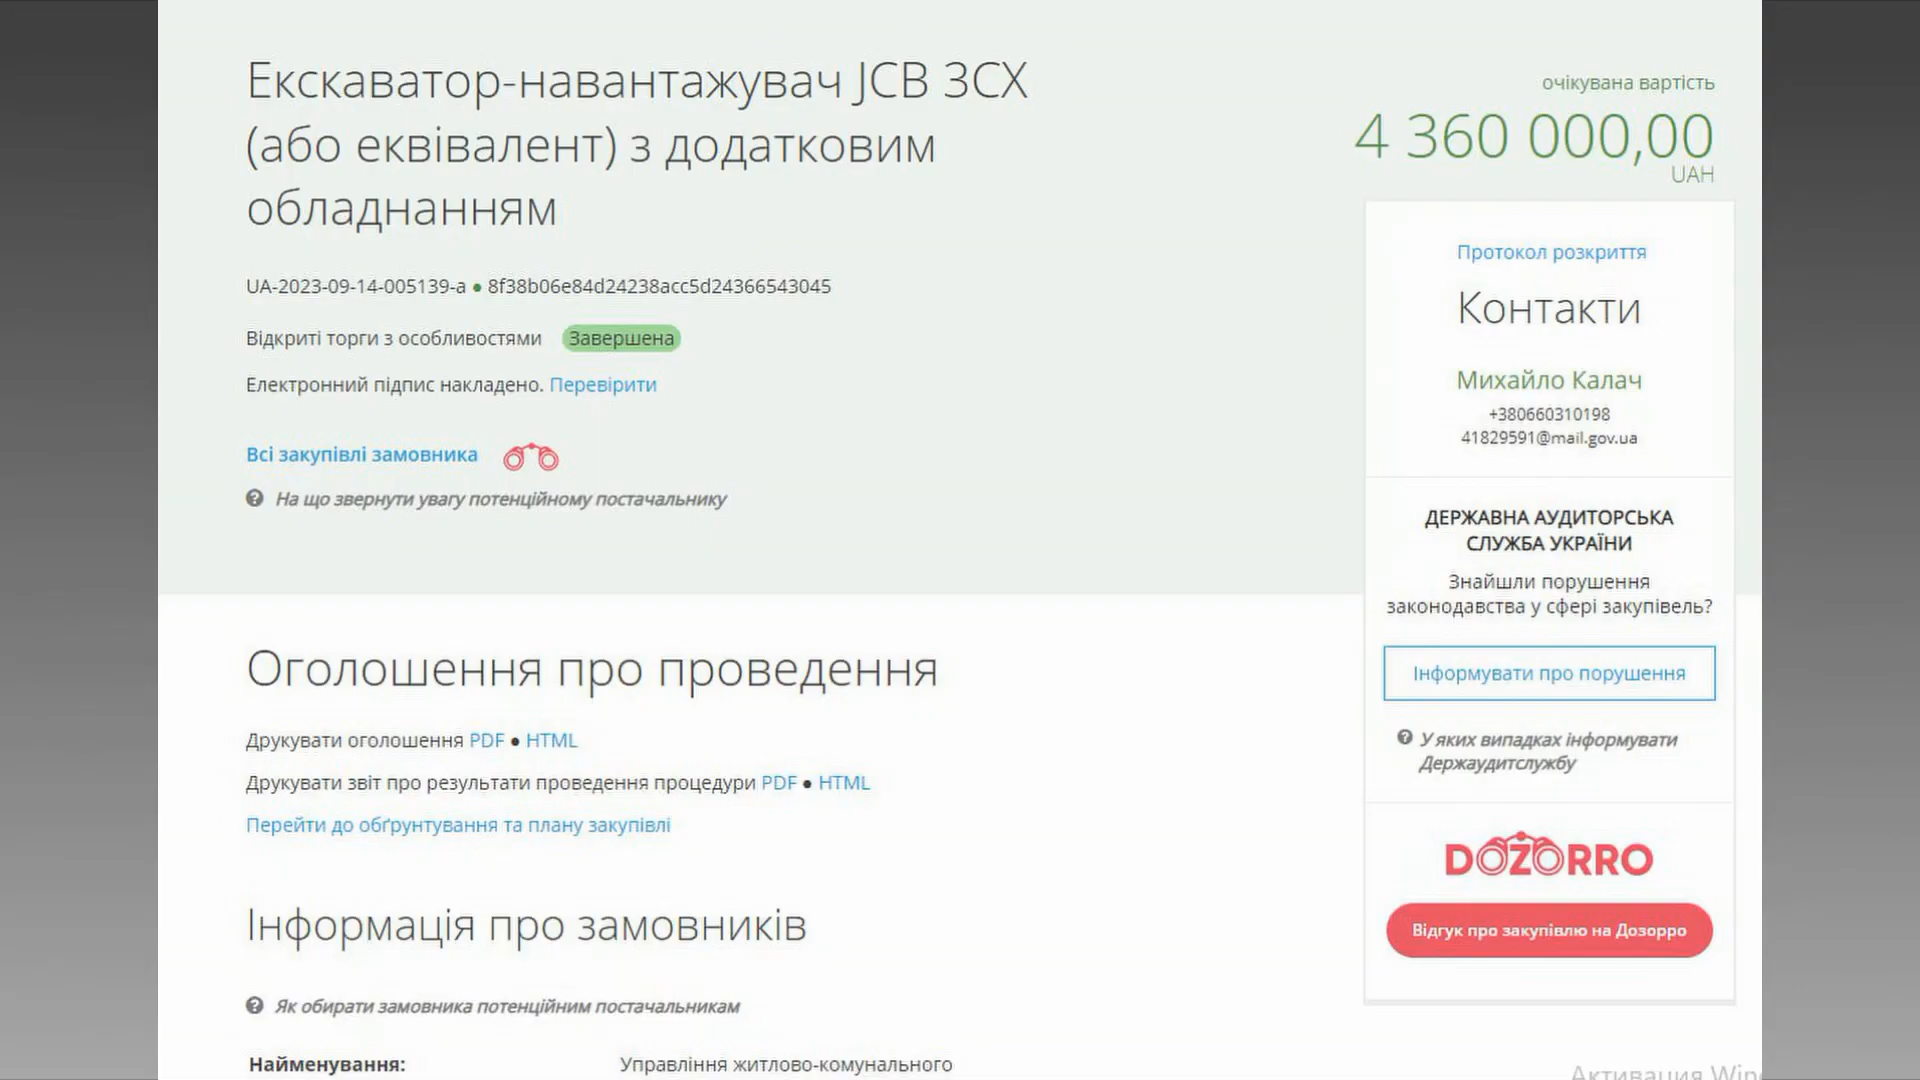 Екскаватор-навантажувач JCB 3CX
(або еквівалент) з додатковим
обладнанням
UA-2023-09-14-005139-a ● 8f38b06e84d24238acc5d24366543045
Відкриті торги з особливостями Завершена
Електронний підпис накладено. Перевірити
Всі закупівлі замовника
На що звернути увагу потенційному постачальнику
очікувана вартість
4 360 000,00
UAH
Протокол розкриття
Контакти
Михайло Калач
+380660310198
41829591@mail.gov.ua
ДЕРЖАВНА АУДИТОРСЬКА
СЛУЖБА УКРАЇНИ
Знайшли порушення
законодавства у сфері закупівель?
Інформувати про порушення
У яких випадках інформувати
Держаудитслужбу
DOZORRO
Відгук про закупівлю на Дозорро
Оголошення про проведення
Друкувати оголошення PDF ● HTML
Друкувати звіт про результати проведення процедури PDF ● HTML
Перейти до обґрунтування та плану закупівлі
Інформація про замовників
Як обирати замовника потенційним постачальникам
Найменування: Управління житлово-комунального
Активация Win